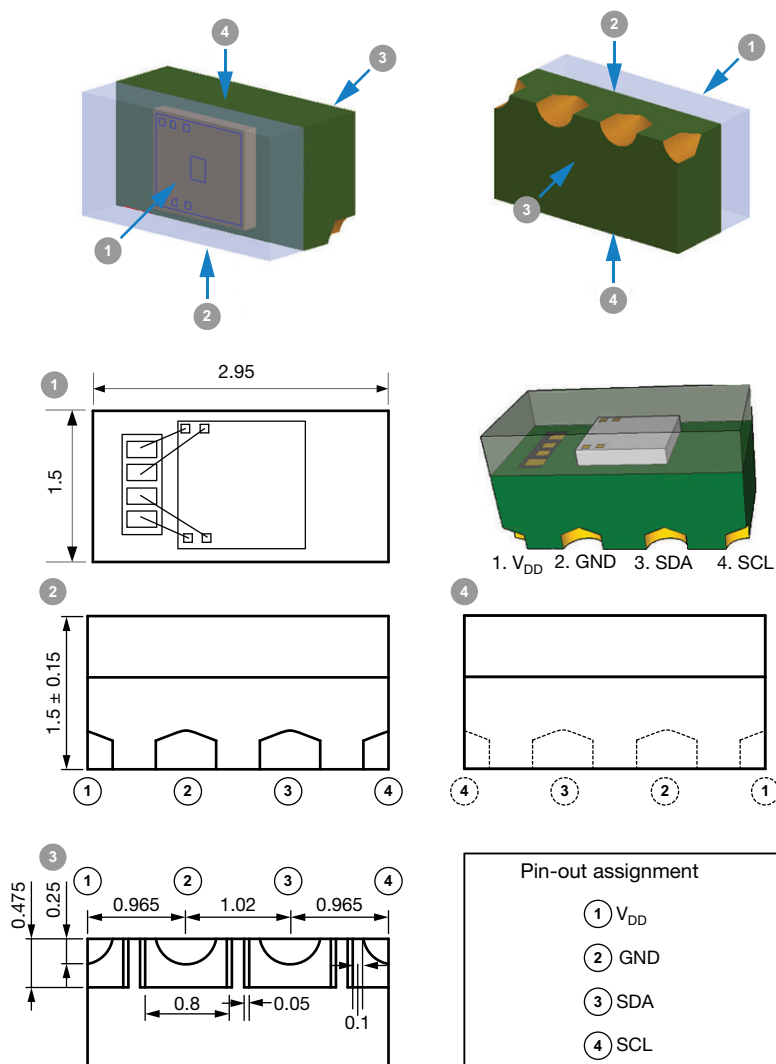 4
3
1
2
2
1
3
4
1
2.95
1.5
1. VDD 2. GND 3. SDA 4. SCL
2
1.5 ± 0.15
1 2 3 4
4
4 3 2 1
3
1 2 3 4
0.965 1.02 0.965
0.475
0.25
0.8
0.05
0.1
Pin-out assignment
1 VDD
2 GND
3 SDA
4 SCL